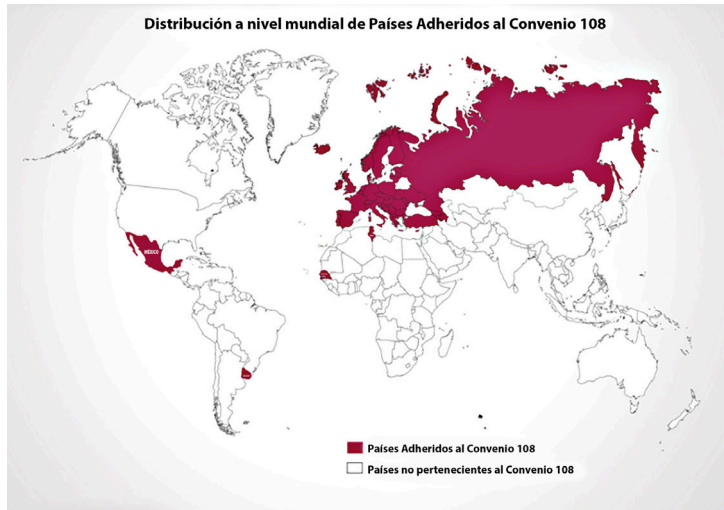 Distribución a nivel mundial de Países Adheridos al Convenio 108
MÉXICO
Países Adheridos al Convenio 108
Países no pertenecientes al Convenio 108